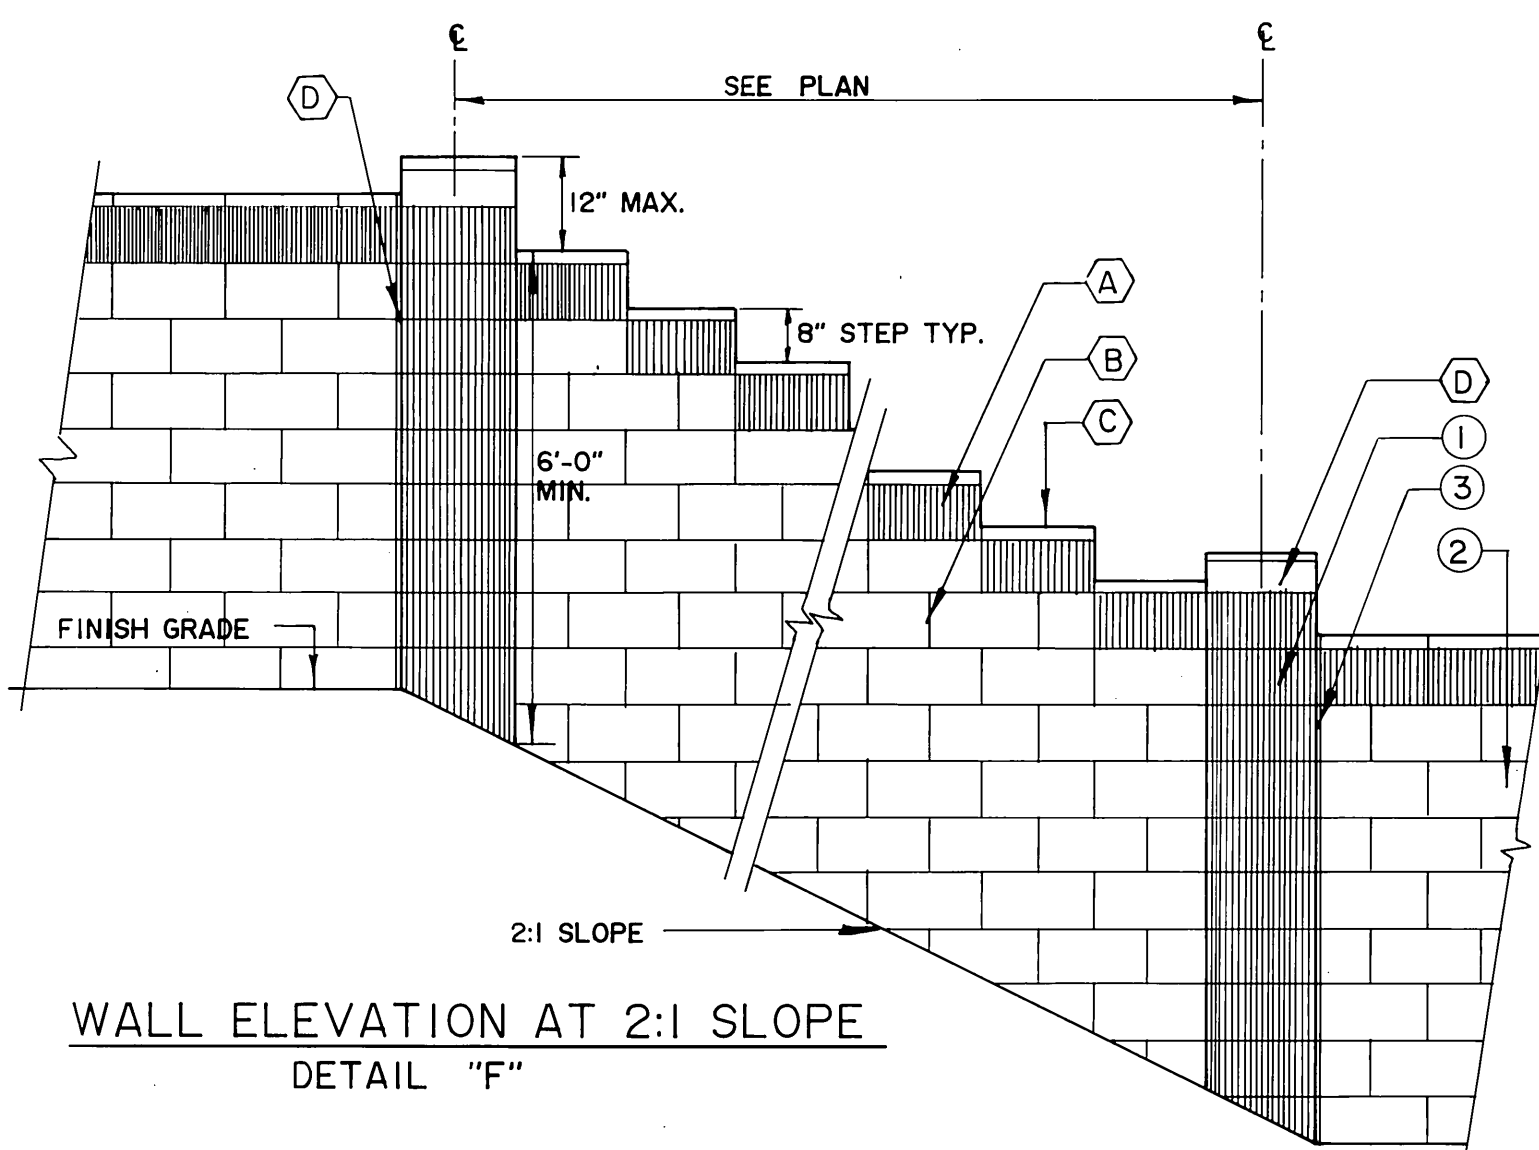 ℄
℄
SEE PLAN
D
12" MAX.
A
8" STEP TYP.
B
D
C
1
6'-0"
MIN.
3
2
FINISH GRADE
2:1 SLOPE
WALL ELEVATION AT 2:1 SLOPE
DETAIL "F"